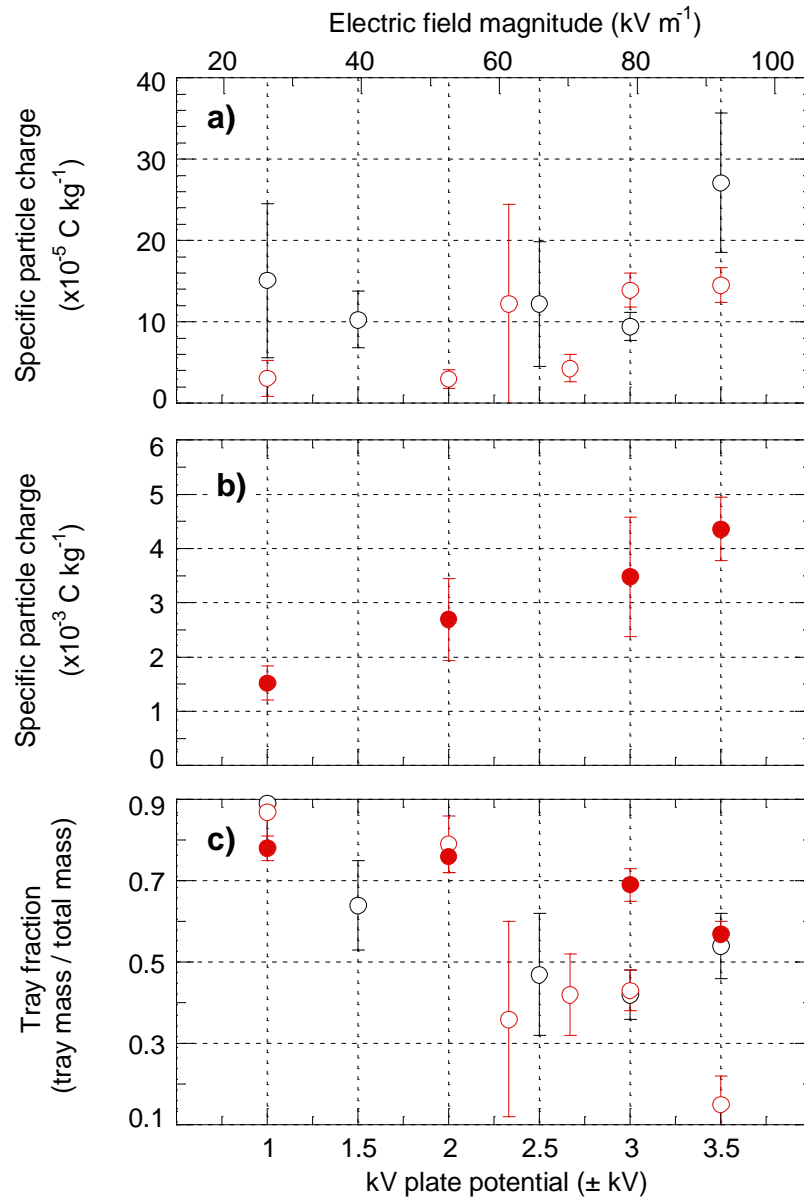 Electric field magnitude (kV m⁻¹)
20 40 60 80 100
a)
Specific particle charge
(x10⁻⁵ C kg⁻¹)
40
30
20
10
0
b)
Specific particle charge
(x10⁻³ C kg⁻¹)
6
5
4
3
2
1
0
c)
Tray fraction
(tray mass / total mass)
0.9
0.7
0.5
0.3
0.1
1 1.5 2 2.5 3 3.5
kV plate potential (± kV)